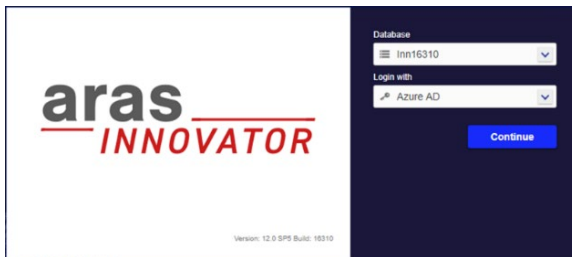 aras
INNOVATOR
Version: 12.0 SP5 Build: 16310
Database
Inn16310
Login with
Azure AD
Continue